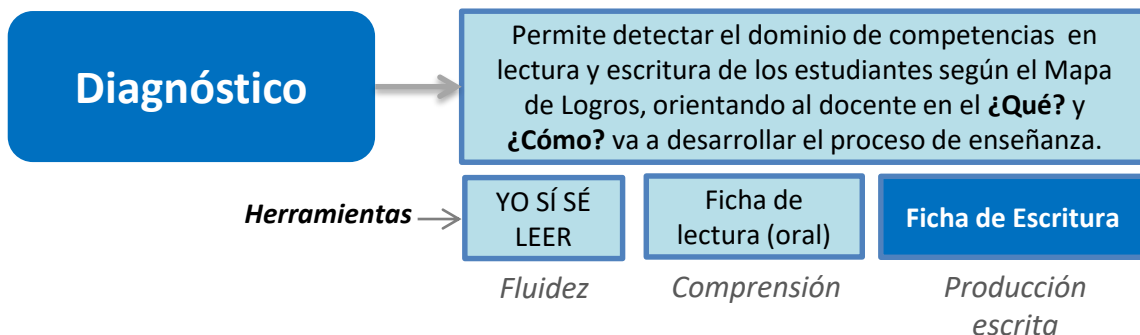 Diagnóstico
Permite detectar el dominio de competencias en
lectura y escritura de los estudiantes según el Mapa
de Logros, orientando al docente en el ¿Qué? y
¿Cómo? va a desarrollar el proceso de enseñanza.
Herramientas
YO SÍ SÉ
LEER
Ficha de
lectura (oral)
Ficha de Escritura
Fluidez
Comprensión
Producción
escrita